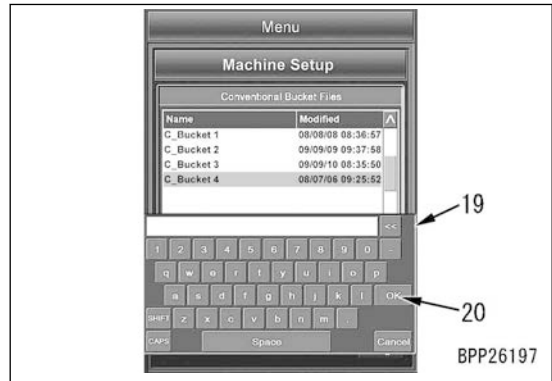 Menu
Machine Setup
Conventional Bucket Files
Name Modified
C_Bucket 1 08/08/08 08:36:57
C_Bucket 2 09/09/09 09:37:58
C_Bucket 3 09/09/10 08:35:50
C_Bucket 4 08/07/06 09:25:52
<<
19
1 2 3 4 5 6 7 8 9 0 -
q w e r t y u i o p
a s d f g h j k l OK
20
SHIFT z x c v b n m .
CAPS Space Cancel
BPP26197